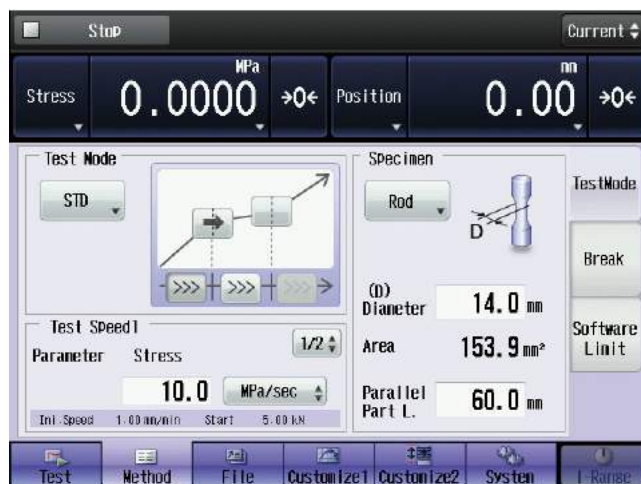 Stop
Current
Stress
0.0000
MPa
→0←
Position
0.00
mm
→0←
Test Mode
STD
>>>
>>>
>>>
Specimen
Rod
D
(D)
Diameter
14.0 mm
Area
153.9 mm²
Parallel
Part L.
60.0 mm
TestMode
Break
Software
Limit
Test Speed1
1/2
Parameter
Stress
10.0
MPa/sec
Ini.Speed 1.00 mm/min Start 5.00 kN
Test
Method
File
Customize1
Customize2
System
I-Range